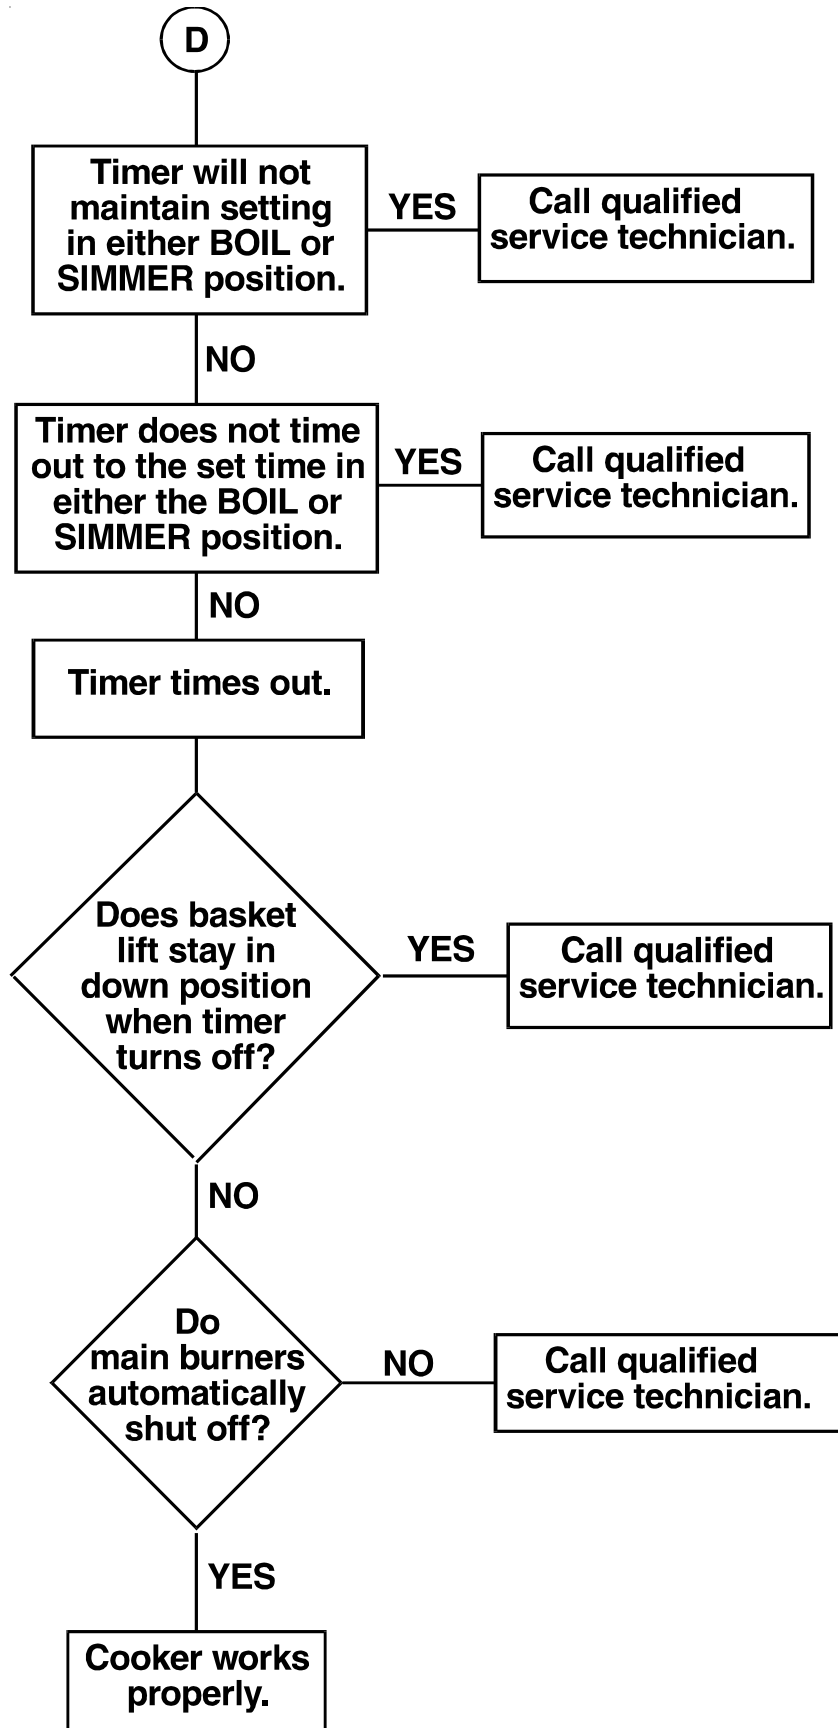 D
Timer will not
maintain setting
in either BOIL or
SIMMER position.
YES
Call qualified
service technician.
NO
Timer does not time
out to the set time in
either the BOIL or
SIMMER position.
YES
Call qualified
service technician.
NO
Timer times out.
Does basket
lift stay in
down position
when timer
turns off?
YES
Call qualified
service technician.
NO
Do
main burners
automatically
shut off?
NO
Call qualified
service technician.
YES
Cooker works
properly.